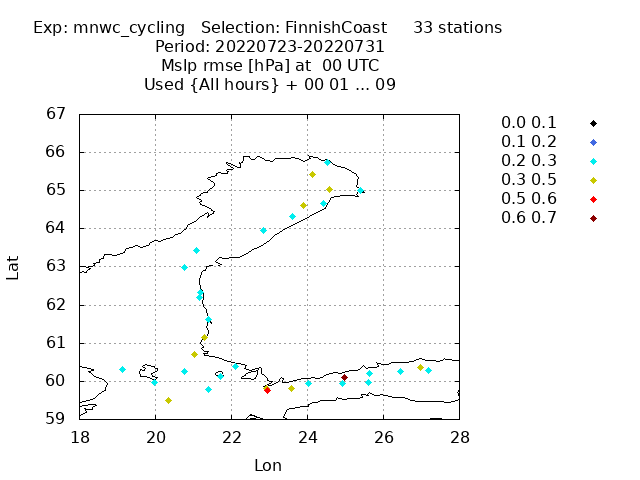 Exp: mnwc_cycling   Selection: FinnishCoast     33 stations
Period: 20220723-20220731
Mslp rmse [hPa] at  00 UTC
Used {All hours} + 00 01 ... 09
67
66
65
64
63
62
61
60
59
18 20 22 24 26 28
Lat
Lon
0.0 0.1
0.1 0.2
0.2 0.3
0.3 0.5
0.5 0.6
0.6 0.7